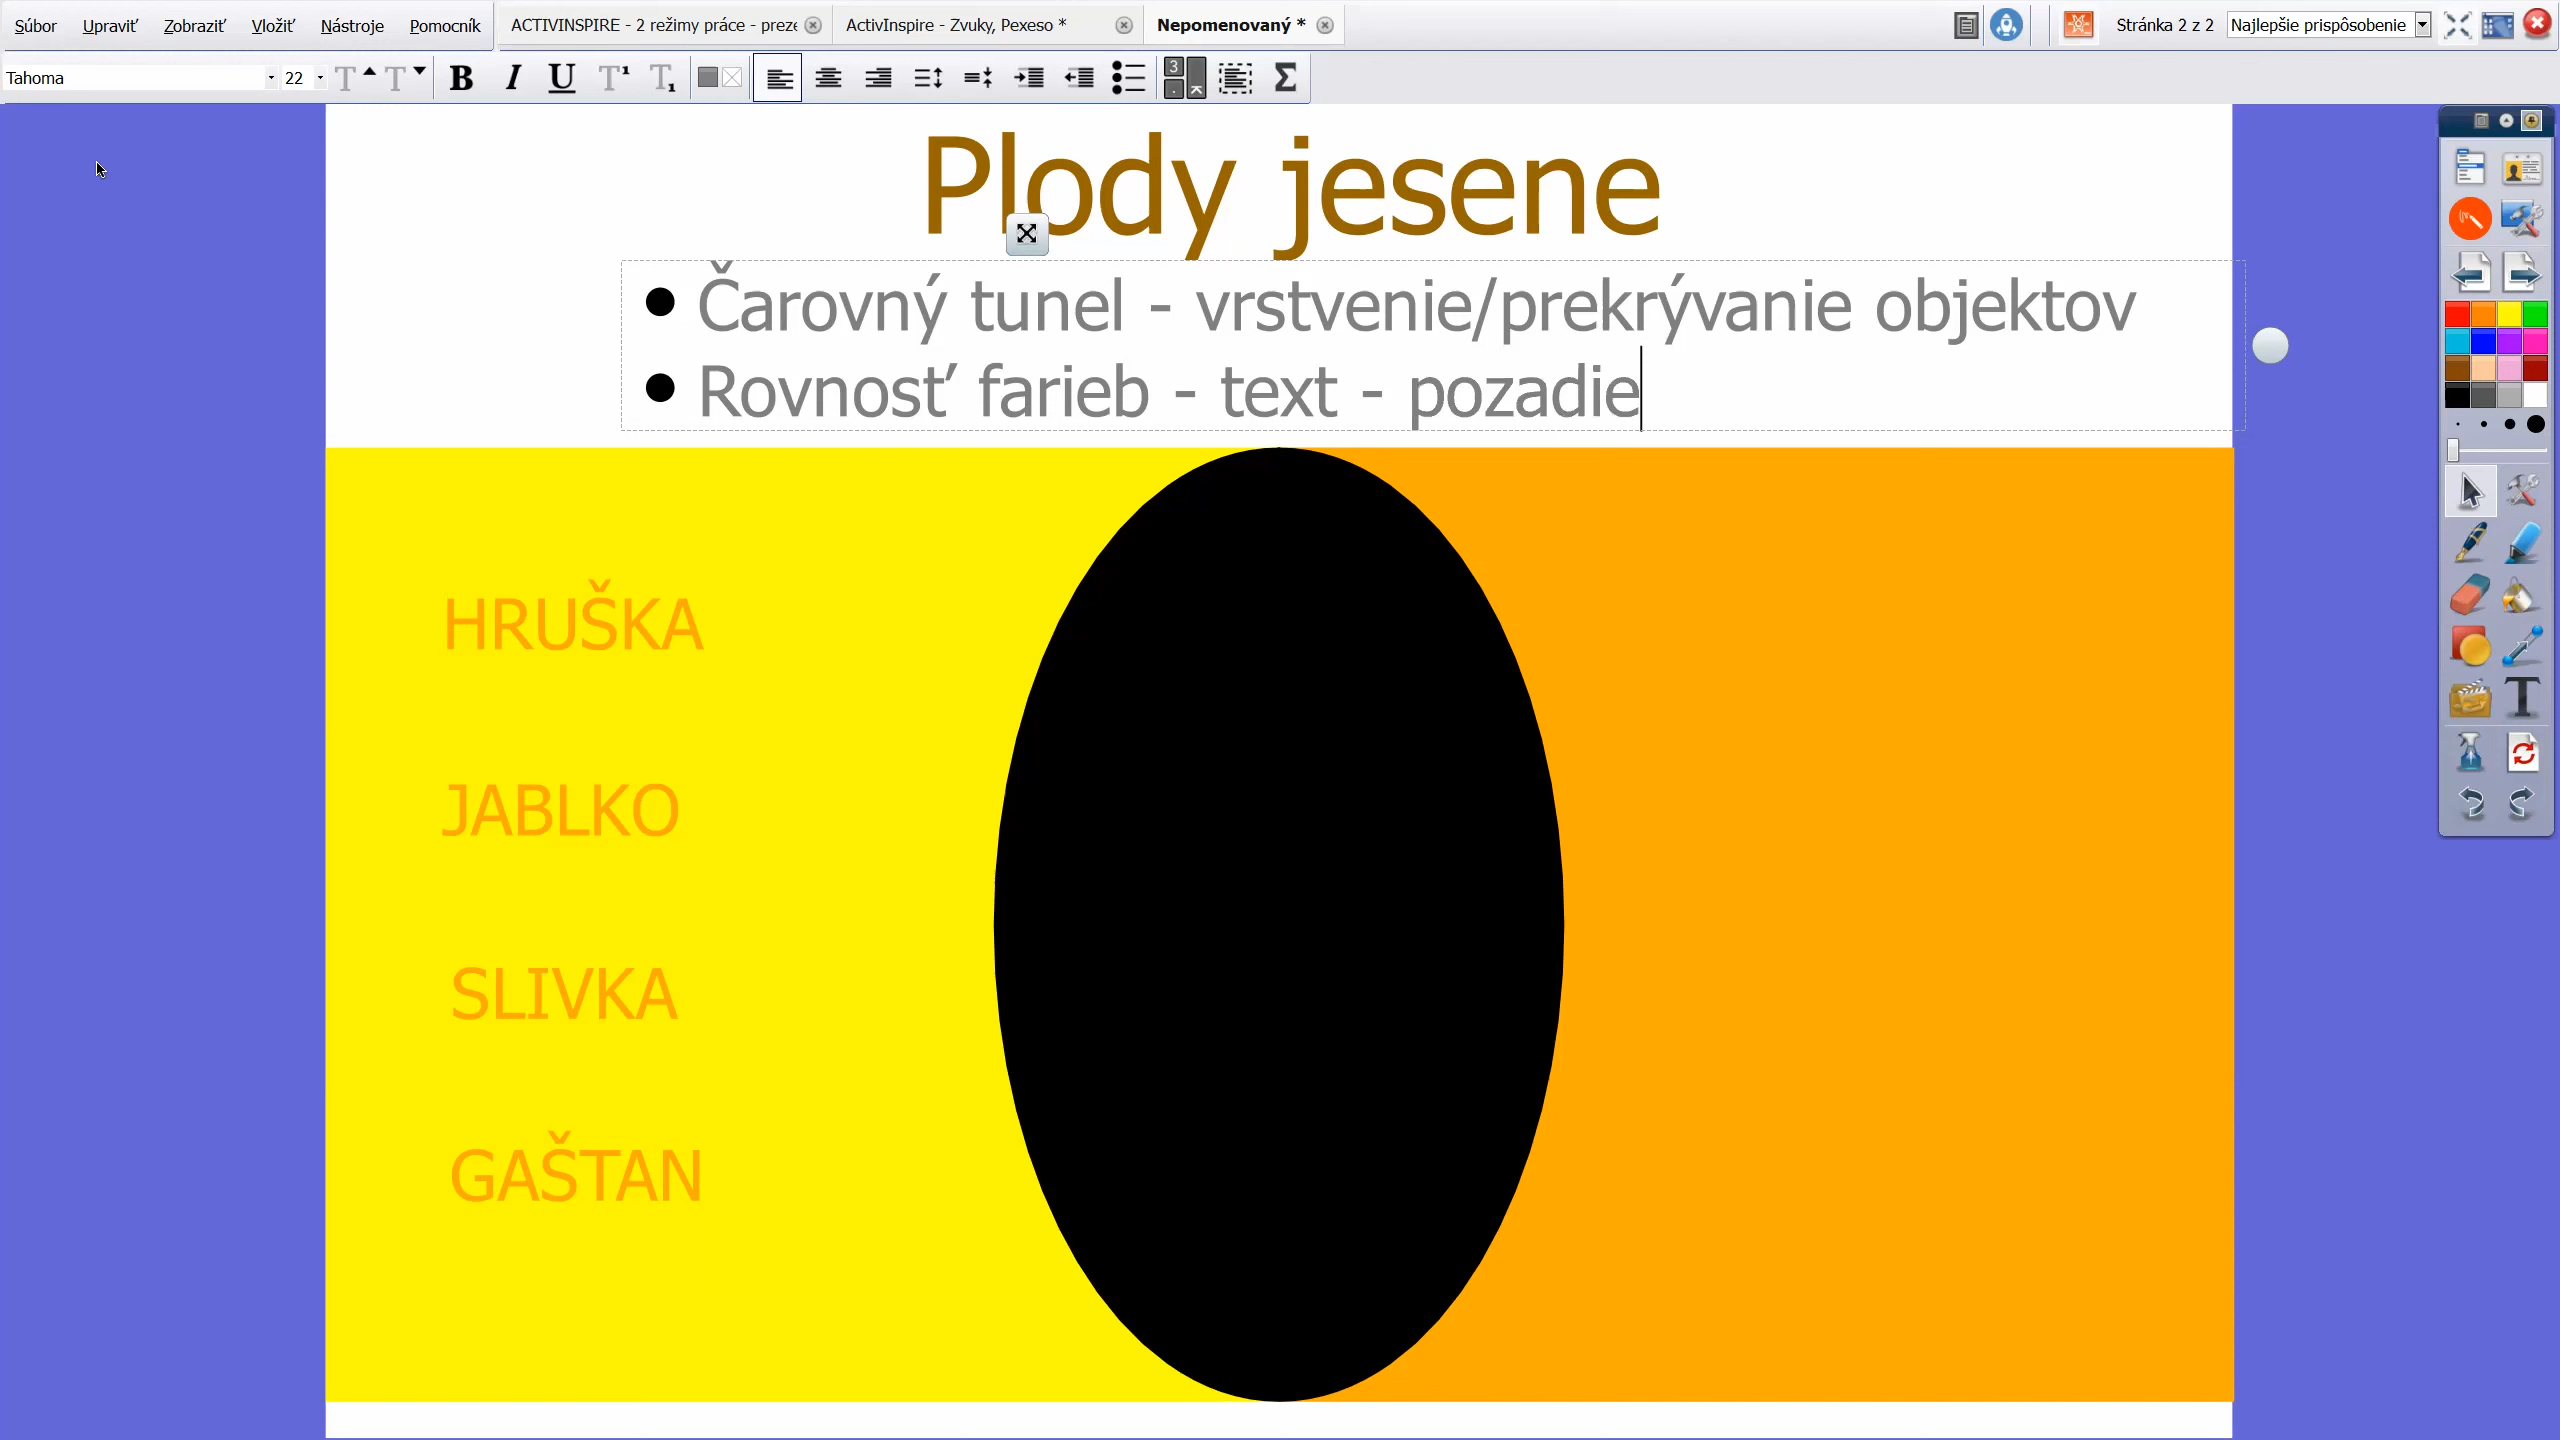 Súbor Upraviť Zobraziť Vložiť Nástroje Pomocník ACTIVINSPIRE - 2 režimy práce - preze ActivInspire - Zvuky, Pexeso * Nepomenovaný * Stránka 2 z 2 Najlepšie prispôsobenie
Tahoma 22
Plody jesene
• Čarovný tunel - vrstvenie/prekrývanie objektov
• Rovnosť farieb - text - pozadie
HRUŠKA
JABLKO
SLIVKA
GAŠTAN